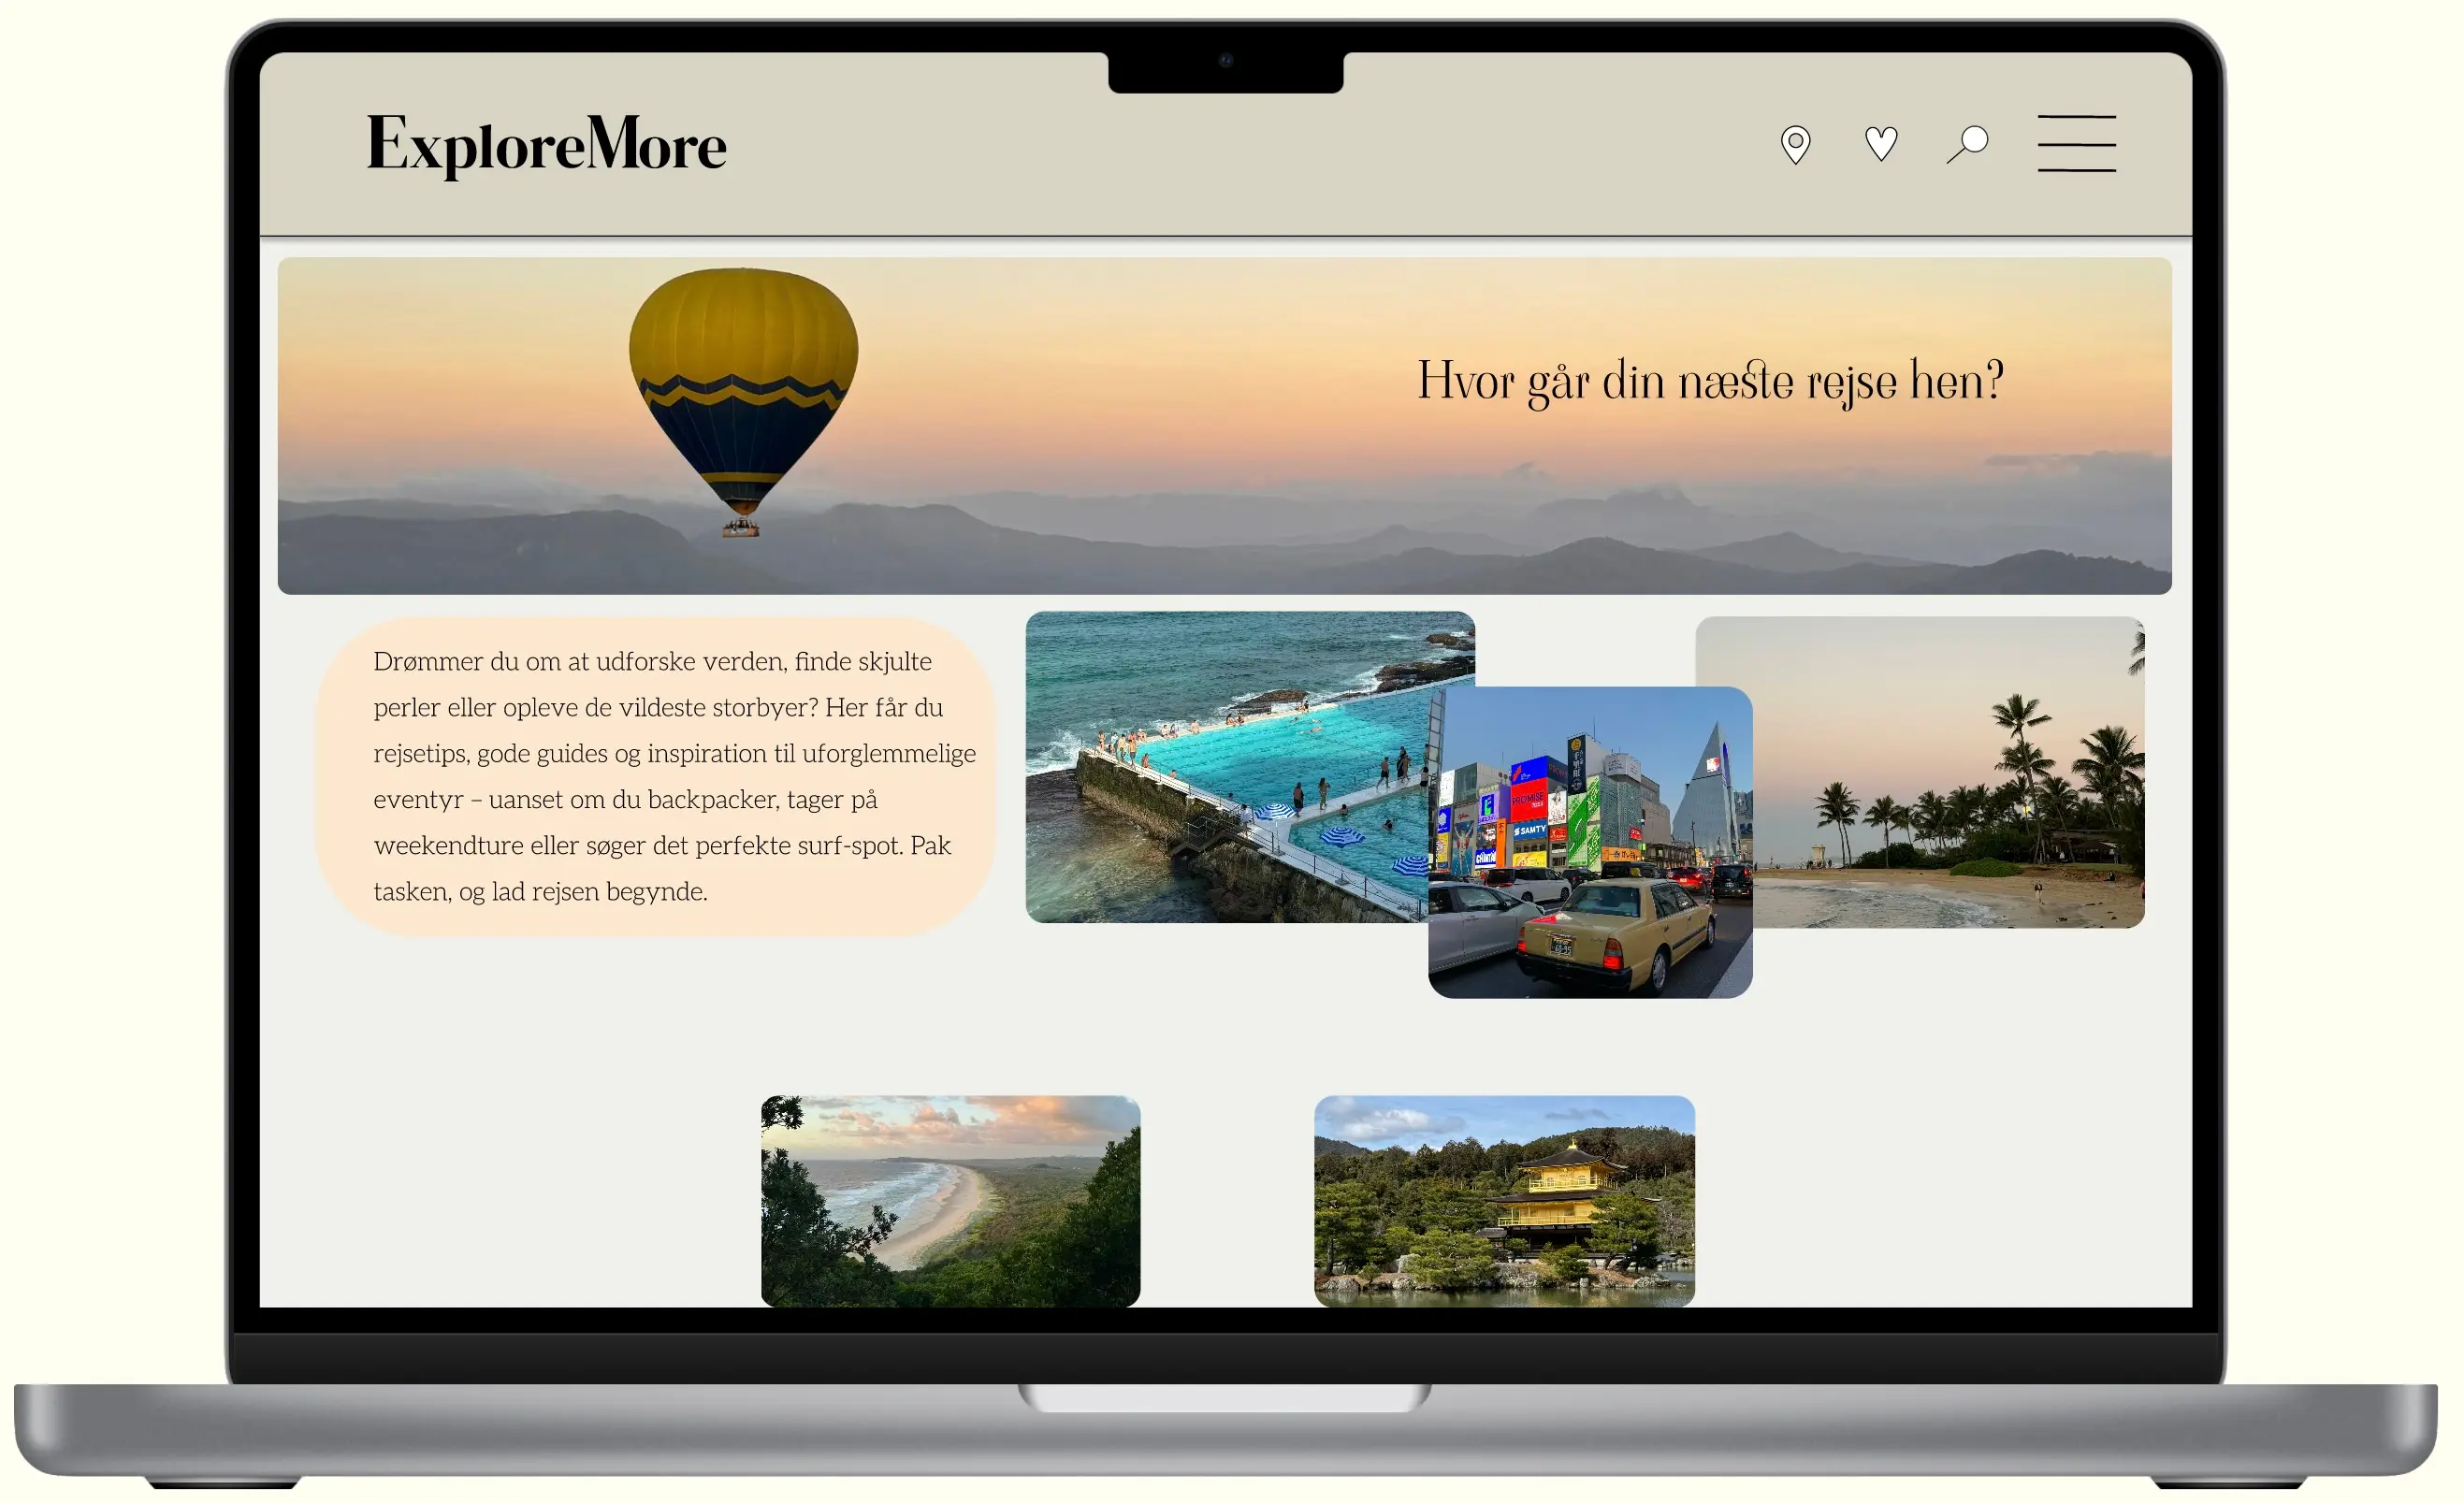 ExploreMore
Hvor går din næste rejse hen?
Drømmer du om at udforske verden, finde skjulte
perler eller opleve de vildeste storbyer? Her får du
rejsetips, gode guides og inspiration til uforglemmelige
eventyr – uanset om du backpacker, tager på
weekendture eller søger det perfekte surf-spot. Pak
tasken, og lad rejsen begynde.
PROMISE
SAMTY